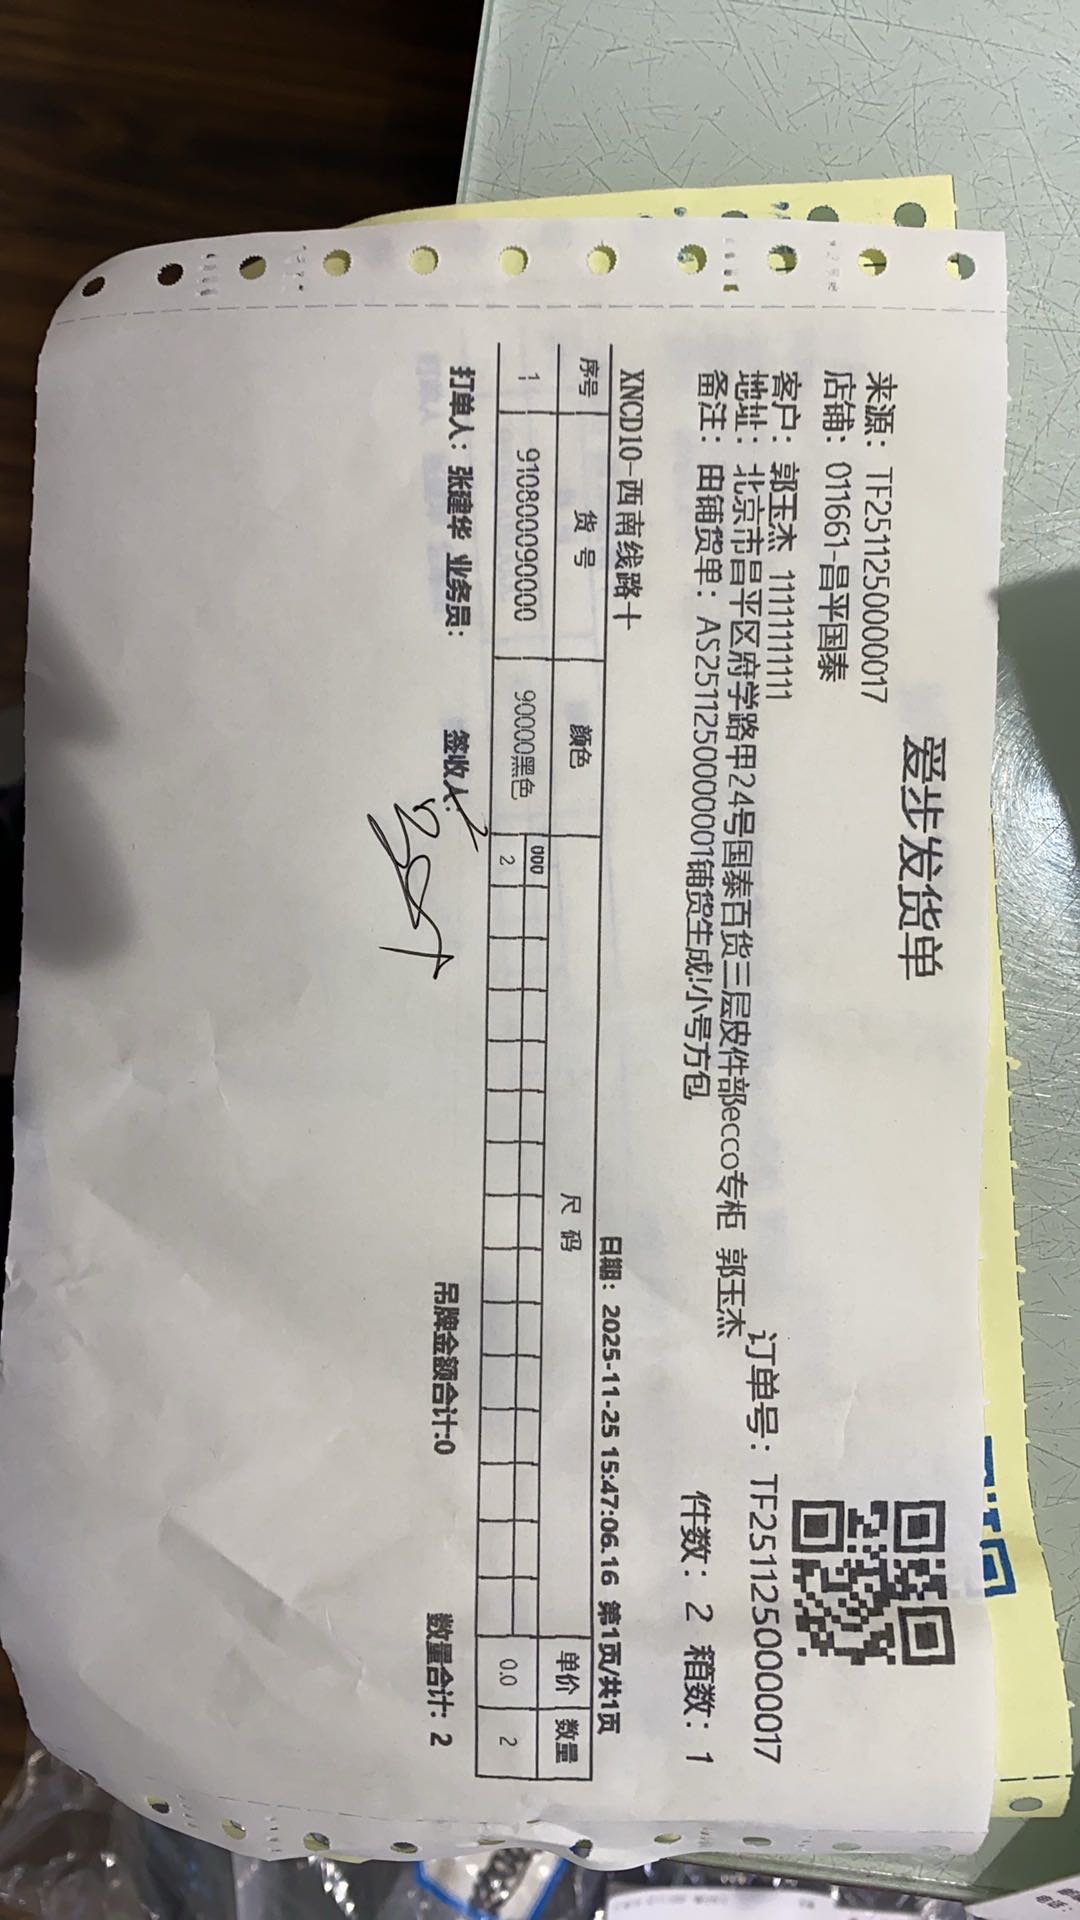 爱步发货单
来源：TF25112500000017
店铺：011661-昌平国泰
客户：郭玉杰 11111111111
订单号：TF25112500000017
地址：北京市昌平区府学路甲24号国泰百货三层皮件部ecco专柜 郭玉杰
备注：由铺货单：AS25112500000001铺货生成!小号方包
件数：2 箱数：1
XNCD10-西南线路十
日期：2025-11-25 15:47:06.16 第1页/共1页
序号 货号 颜色 尺码 单价 数量
000
1 910800090000 90000黑色 2 0.0 2
打单人：张建华 业务员： 签收人： 吊牌金额合计:0 数量合计：2